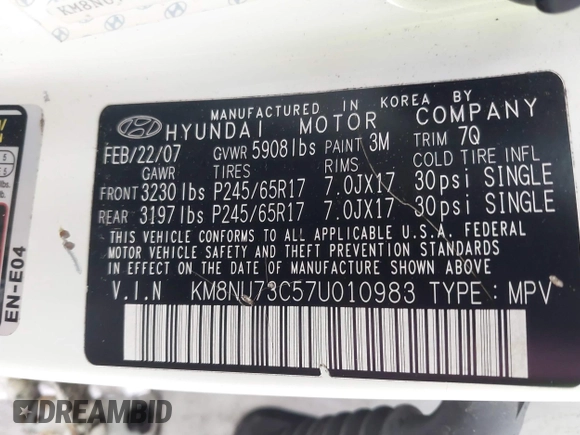 KM8NU
MANUFACTURED IN KOREA BY
HYUNDAI MOTOR COMPANY
FEB/22/07 GVWR 5908lbs PAINT 3M TRIM 7Q
GAWR TIRES RIMS COLD TIRE INFL
FRONT 3230lbs P245/65R17 7.0JX17 30psi SINGLE
REAR 3197lbs P245/65R17 7.0JX17 30psi SINGLE
THIS VEHICLE CONFORMS TO ALL APPLICABLE U.S.A. FEDERAL
MOTOR VEHICLE SAFETY AND THEFT PREVENTION STANDARDS
IN EFFECT ON THE DATE OF MANUFACTURE SHOWN ABOVE
V.I.N KM8NU73C57U010983 TYPE: MPV
EN-E04
DREAMBID